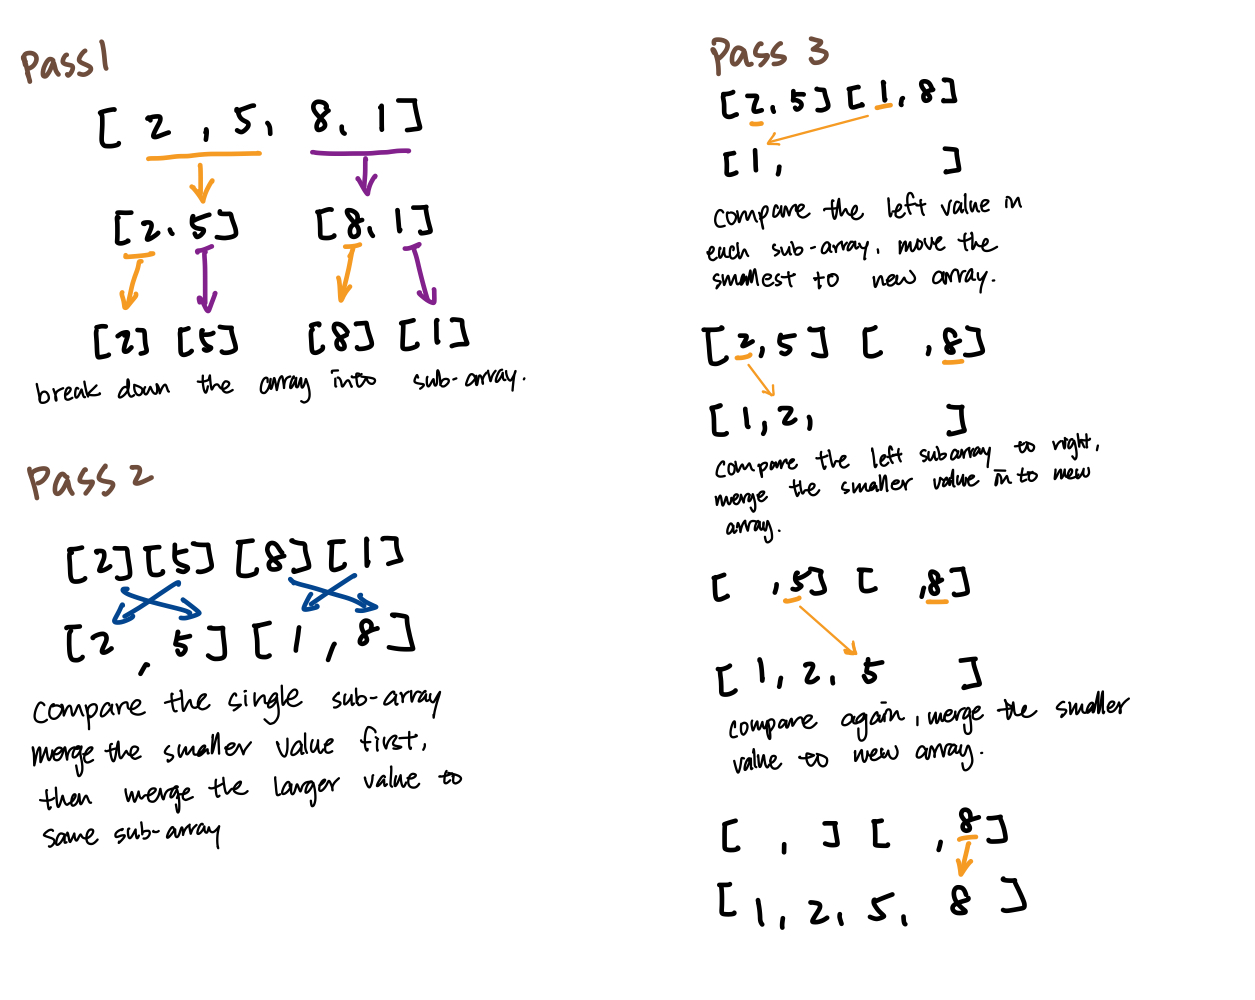 Pass 1
[ 2 , 5, 8, 1 ]
[2, 5] [8, 1]
[2] [5] [8] [1]
break down the array into sub-array.
Pass 2
[2] [5] [8] [1]
[2 , 5] [1 , 8]
Compare the single sub-array
merge the smaller value first,
then merge the larger value to
same sub-array
Pass 3
[2, 5] [1, 8]
[1, ]
Compare the left value in
each sub-array, move the
smallest to new array.
[2, 5] [ , 8]
[1, 2, ]
Compare the left subarray to right,
merge the smaller value into new
array.
[ , 5] [ , 8]
[ 1, 2, 5 ]
compare again, merge the smaller
value to new array.
[ , ] [ , 8]
[ 1, 2, 5, 8 ]